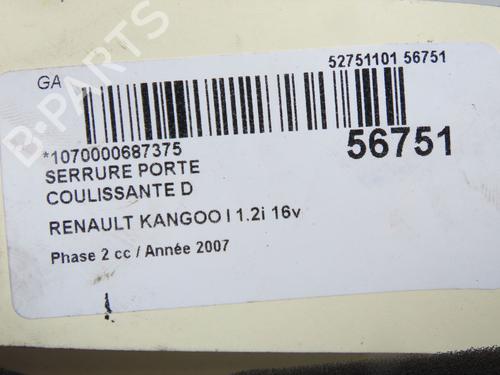 GA
52751101 56751
*1070000687375
56751
SERRURE PORTE
COULISSANTE D
RENAULT KANGOO I 1.2i 16v
Phase 2 cc / Année 2007
B-PARTS